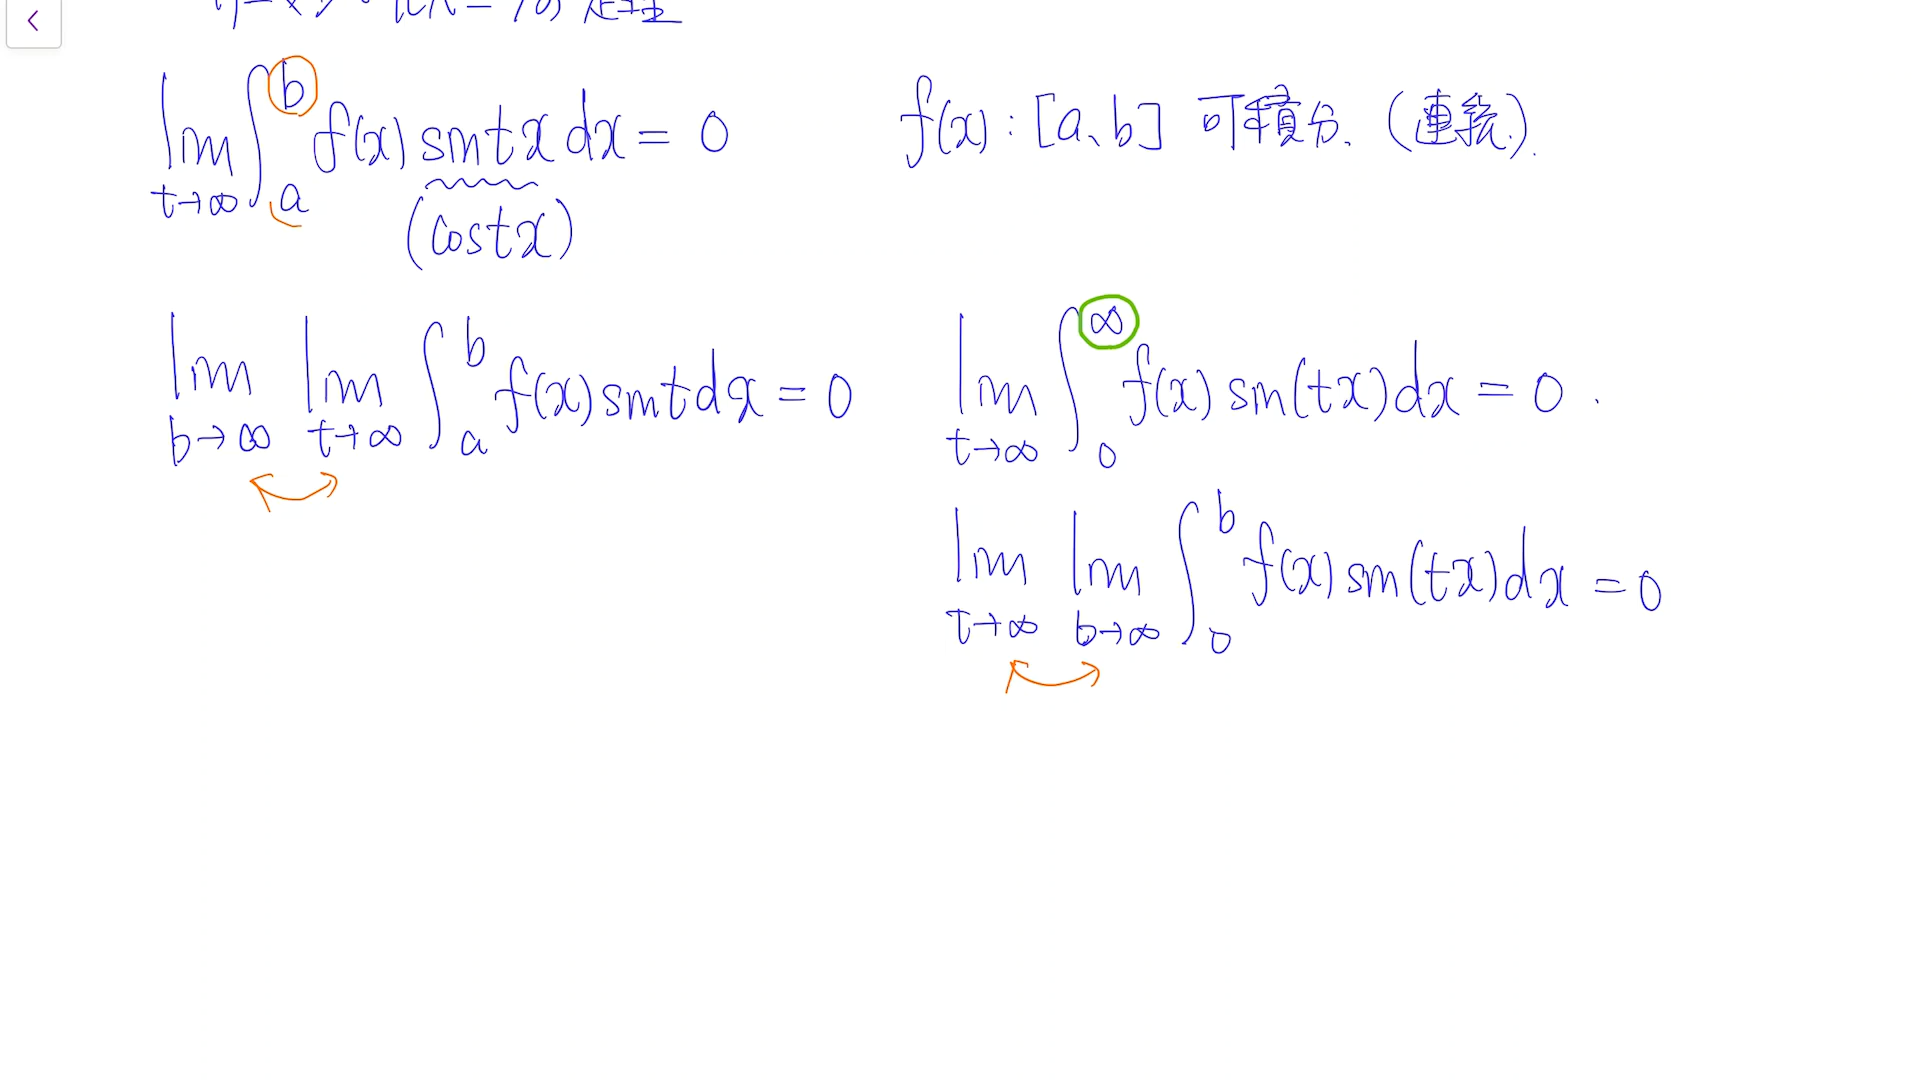 lim_{t→∞} ∫_a^b f(x) sin tx dx = 0
(cos tx)
f(x) : [a、b] 可積分. (連続).
lim_{b→∞} lim_{t→∞} ∫_a^b f(x) sin t dx = 0
lim_{t→∞} ∫_0^∞ f(x) sin(tx) dx = 0 .
lim_{t→∞} lim_{b→∞} ∫_0^b f(x) sin(tx) dx = 0